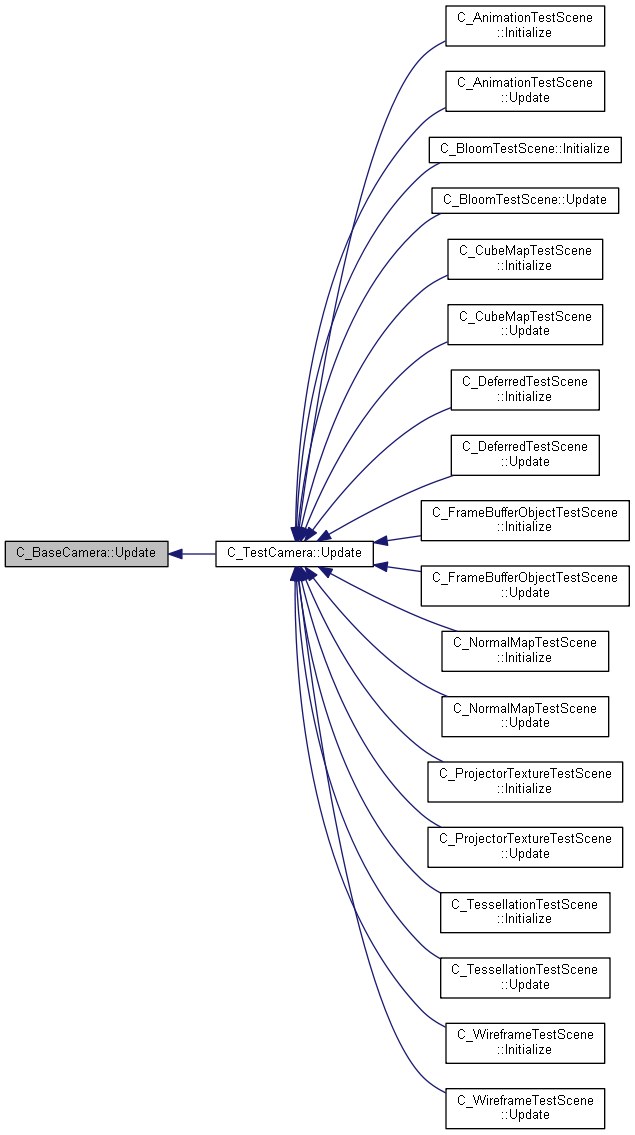 C_AnimationTestScene
::Initialize
C_AnimationTestScene
::Update
C_BloomTestScene::Initialize
C_BloomTestScene::Update
C_CubeMapTestScene
::Initialize
C_CubeMapTestScene
::Update
C_DeferredTestScene
::Initialize
C_DeferredTestScene
::Update
C_FrameBufferObjectTestScene
::Initialize
C_BaseCamera::Update
C_TestCamera::Update
C_FrameBufferObjectTestScene
::Update
C_NormalMapTestScene
::Initialize
C_NormalMapTestScene
::Update
C_ProjectorTextureTestScene
::Initialize
C_ProjectorTextureTestScene
::Update
C_TessellationTestScene
::Initialize
C_TessellationTestScene
::Update
C_WireframeTestScene
::Initialize
C_WireframeTestScene
::Update